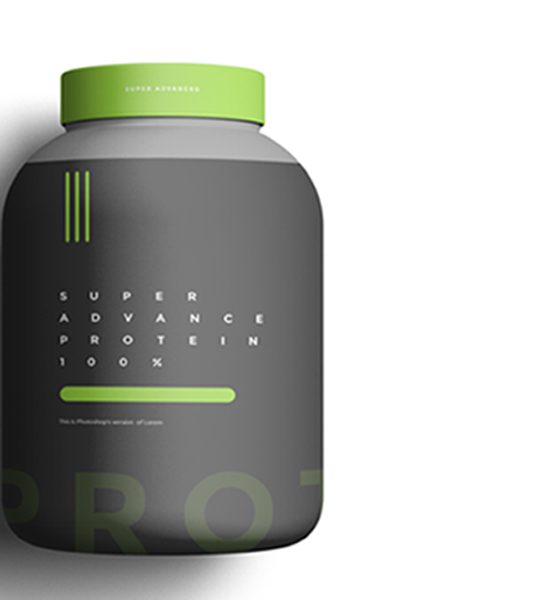 SUPER ADVANCED
SUPER
ADVANCE
PROTEIN
100%
This is Photoshop's version of Lorem
PROT